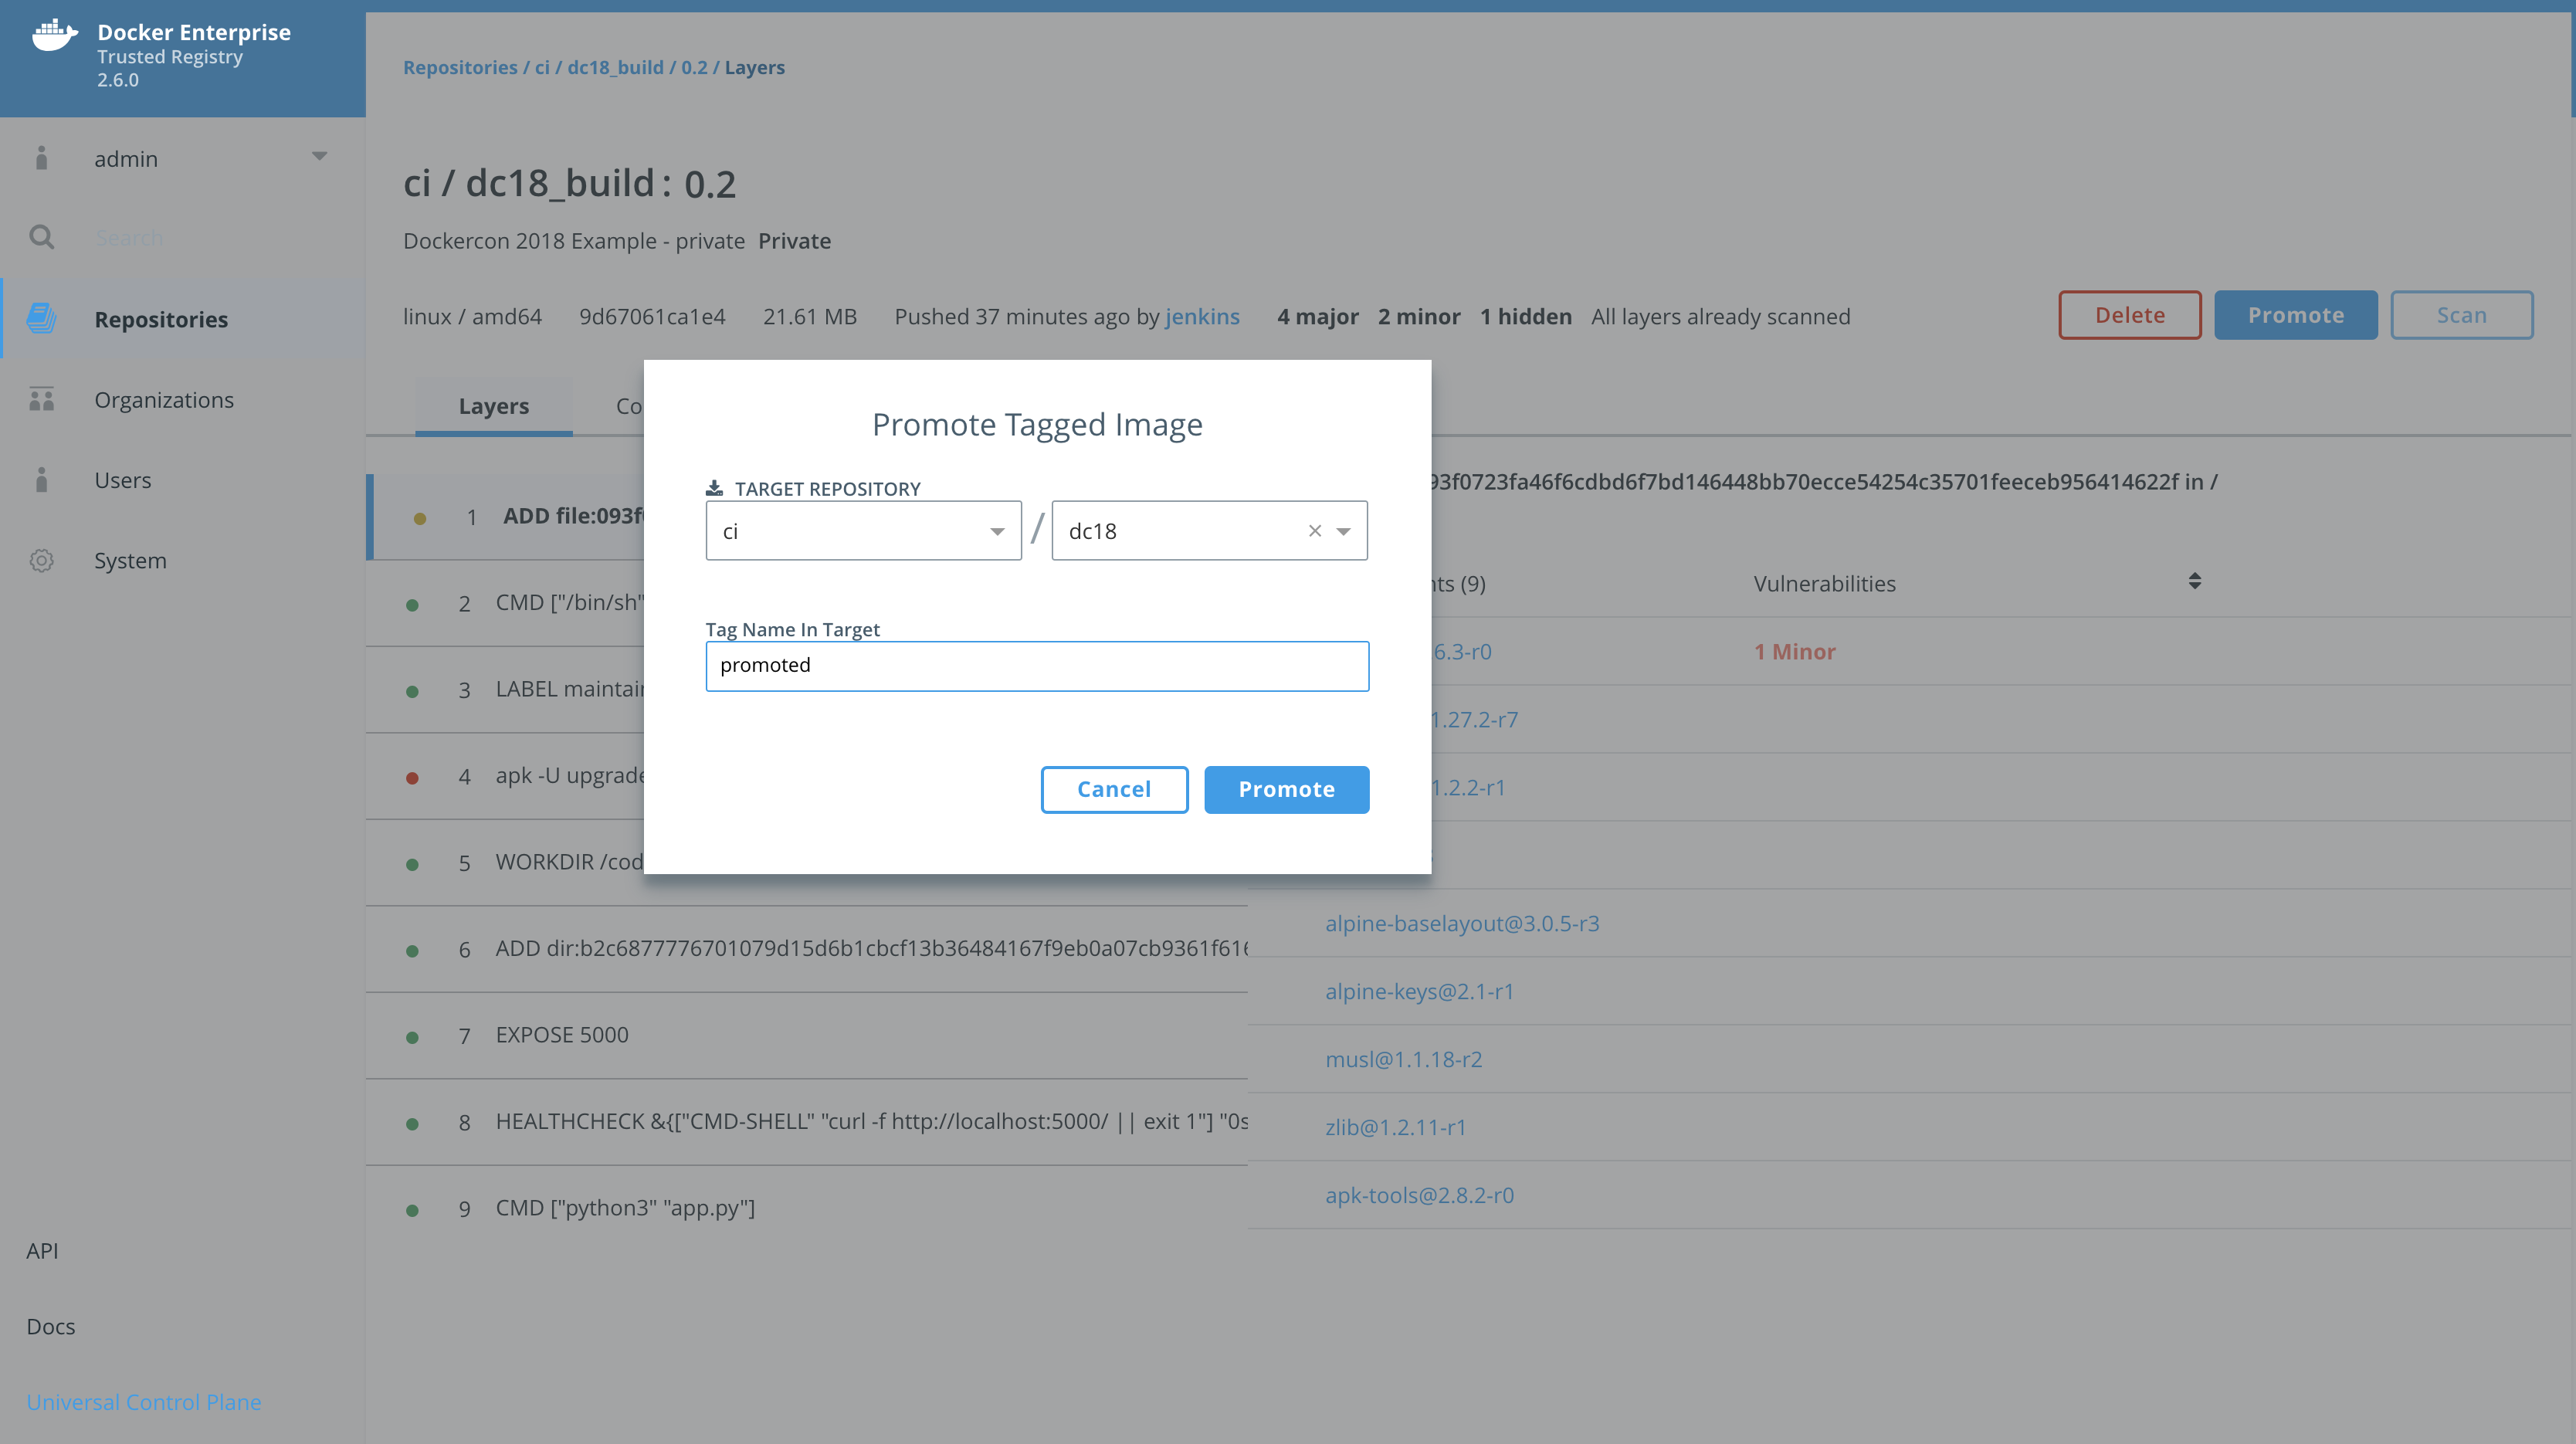 Docker Enterprise
Trusted Registry
2.6.0
admin
Search
Repositories
Organizations
Users
System
API
Docs
Universal Control Plane
Repositories / ci / dc18_build / 0.2 / Layers
ci / dc18_build : 0.2
Dockercon 2018 Example - private Private
linux / amd64 9d67061ca1e4 21.61 MB Pushed 37 minutes ago by jenkins 4 major 2 minor 1 hidden All layers already scanned
Delete Promote Scan
Layers Co
1 ADD file:093f
2 CMD ["/bin/sh"
3 LABEL maintai
4 apk -U upgrade
5 WORKDIR /cod
6 ADD dir:b2c6877776701079d15d6b1cbcf13b36484167f9eb0a07cb9361f616
7 EXPOSE 5000
8 HEALTHCHECK &{["CMD-SHELL" "curl -f http://localhost:5000/ || exit 1"] "0s
9 CMD ["python3" "app.py"]
Promote Tagged Image
TARGET REPOSITORY
ci / dc18 ×
Tag Name In Target
promoted
Cancel Promote
93f0723fa46f6cdbd6f7bd146448bb70ecce54254c35701feeceb956414622f in /
nts (9) Vulnerabilities
6.3-r0 1 Minor
1.27.2-r7
1.2.2-r1
alpine-baselayout@3.0.5-r3
alpine-keys@2.1-r1
musl@1.1.18-r2
zlib@1.2.11-r1
apk-tools@2.8.2-r0